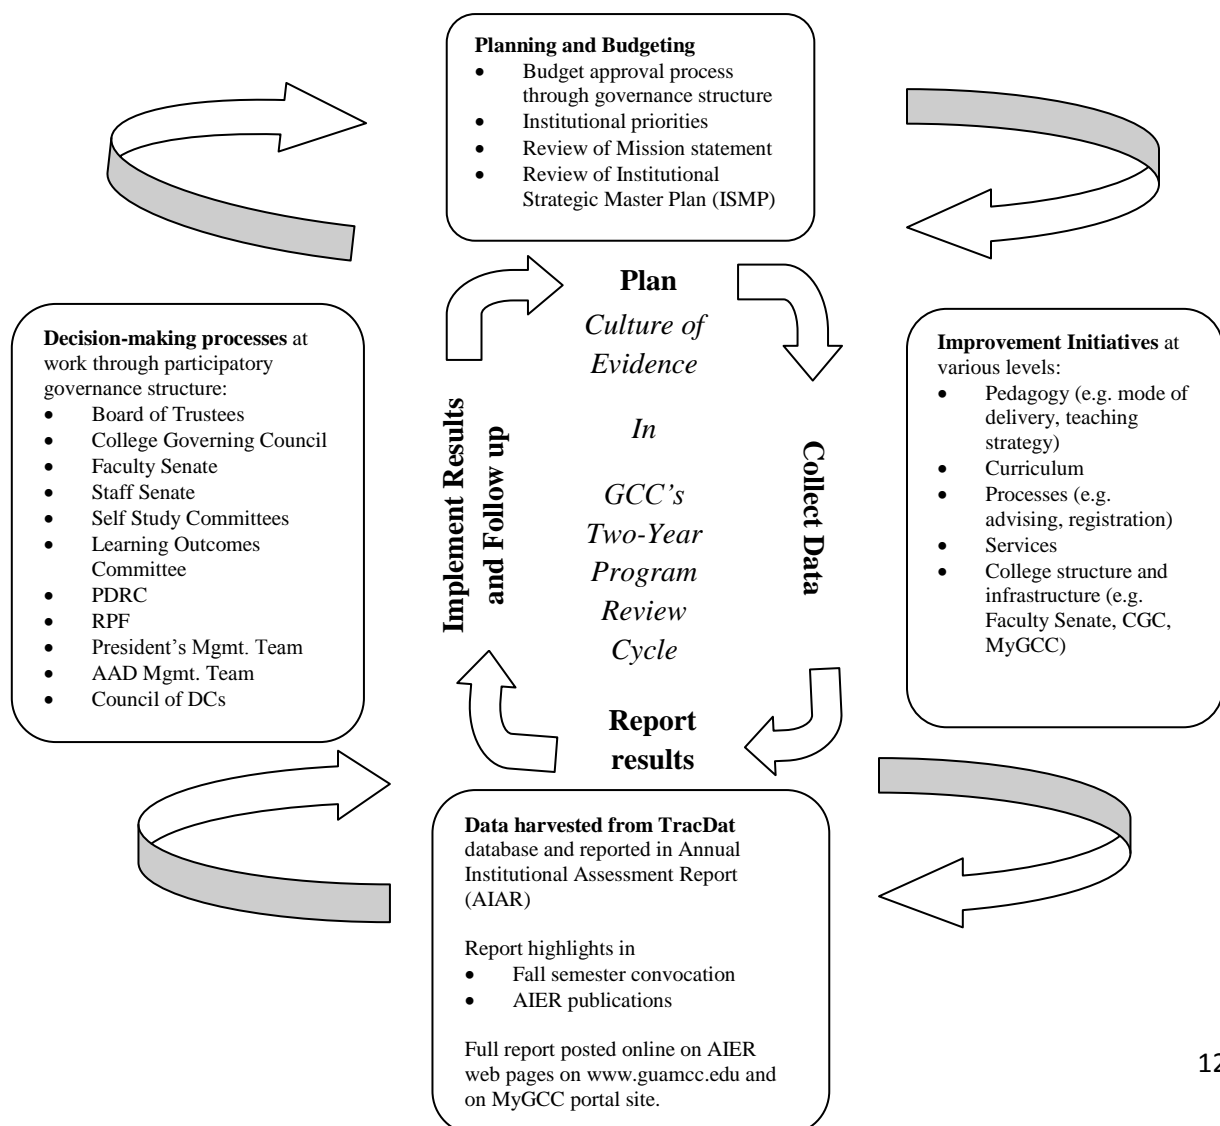 Planning and Budgeting
• Budget approval process
through governance structure
• Institutional priorities
• Review of Mission statement
• Review of Institutional
Strategic Master Plan (ISMP)
Decision-making processes at
work through participatory
governance structure:
• Board of Trustees
• College Governing Council
• Faculty Senate
• Staff Senate
• Self Study Committees
• Learning Outcomes
Committee
• PDRC
• RPF
• President's Mgmt. Team
• AAD Mgmt. Team
• Council of DCs
Implement Results
and Follow up
Plan
Culture of
Evidence
In
GCC's
Two-Year
Program
Review
Cycle
Report
results
Collect Data
Improvement Initiatives at
various levels:
• Pedagogy (e.g. mode of
delivery, teaching
strategy)
• Curriculum
• Processes (e.g.
advising, registration)
• Services
• College structure and
infrastructure (e.g.
Faculty Senate, CGC,
MyGCC)
Data harvested from TracDat
database and reported in Annual
Institutional Assessment Report
(AIAR)
Report highlights in
• Fall semester convocation
• AIER publications
Full report posted online on AIER
web pages on www.guamcc.edu and
on MyGCC portal site.
12